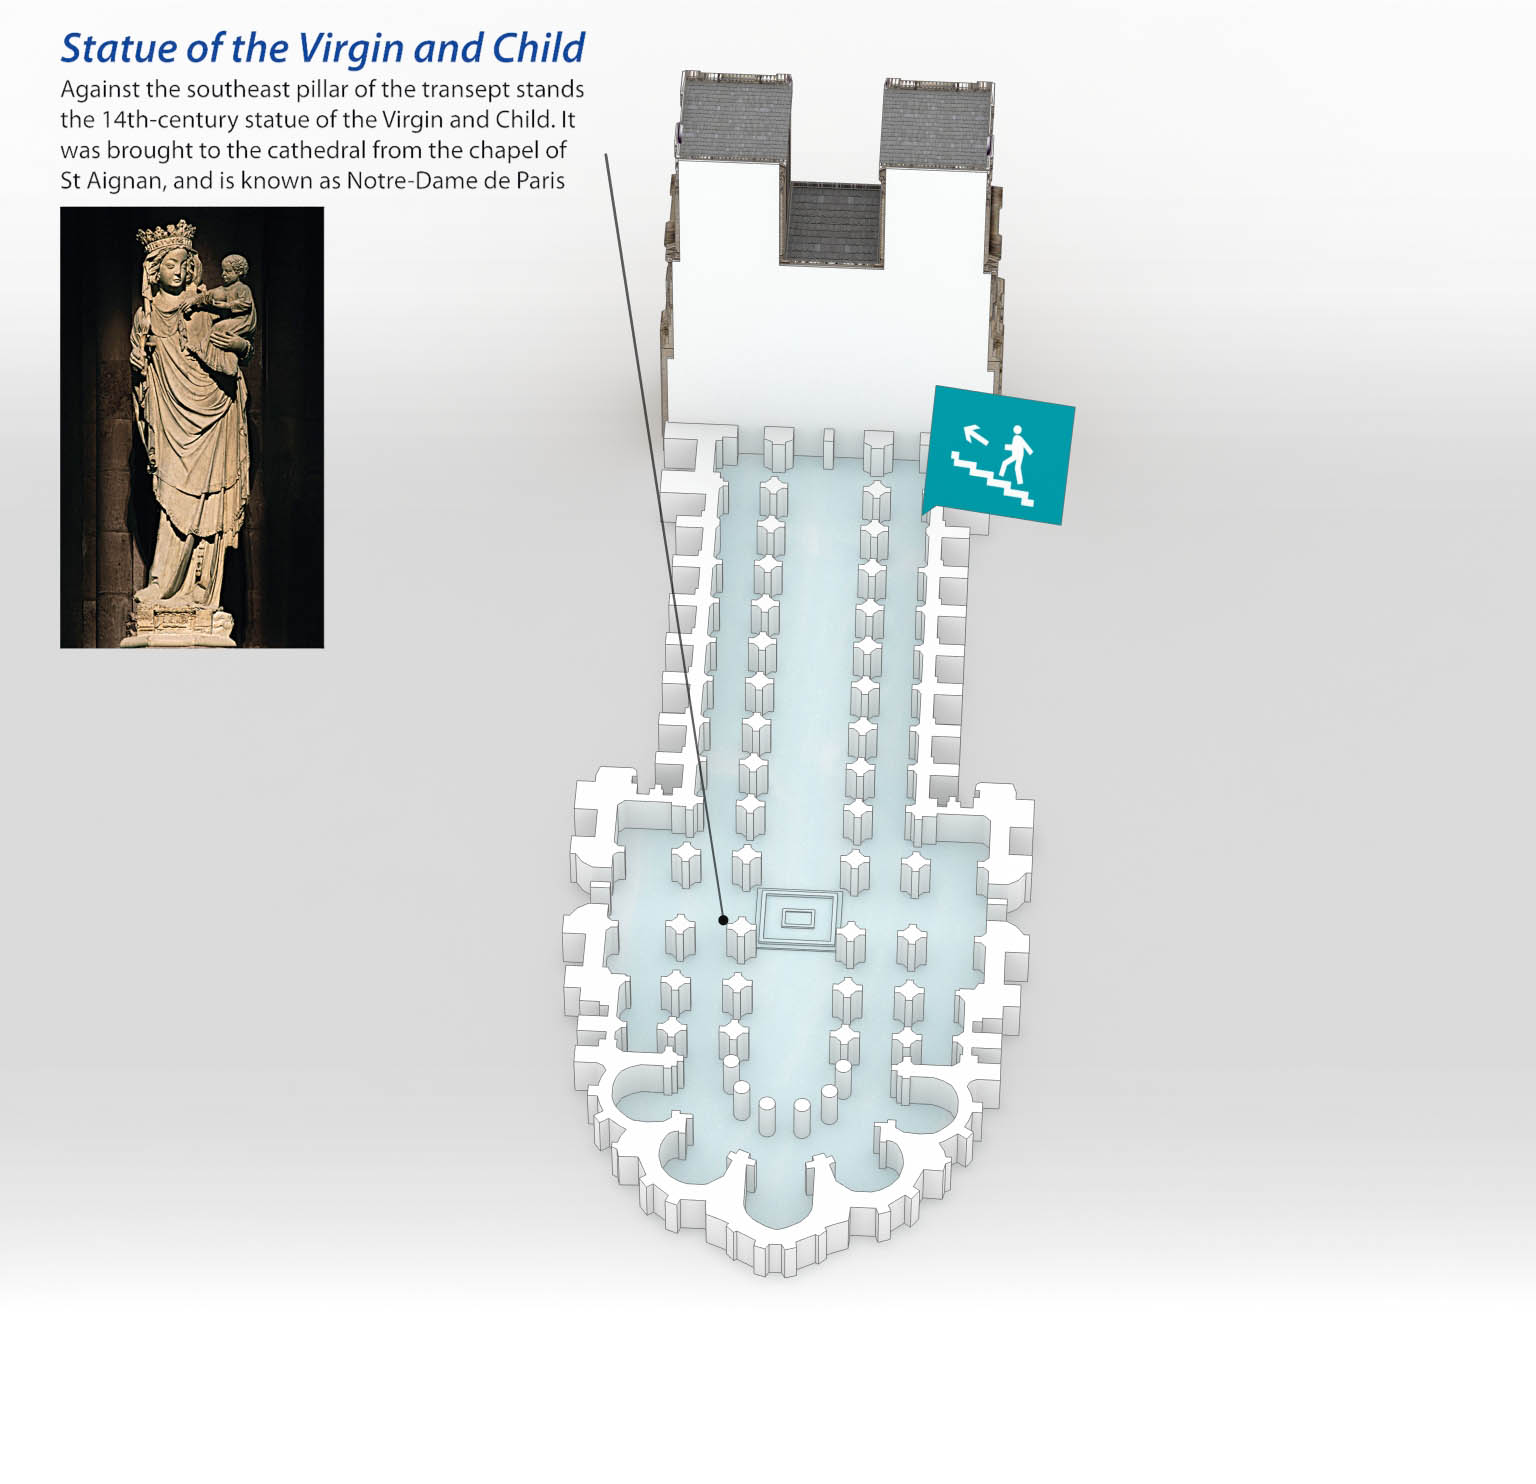 Statue of the Virgin and Child
Against the southeast pillar of the transept stands
the 14th-century statue of the Virgin and Child. It
was brought to the cathedral from the chapel of
St Aignan, and is known as Notre-Dame de Paris